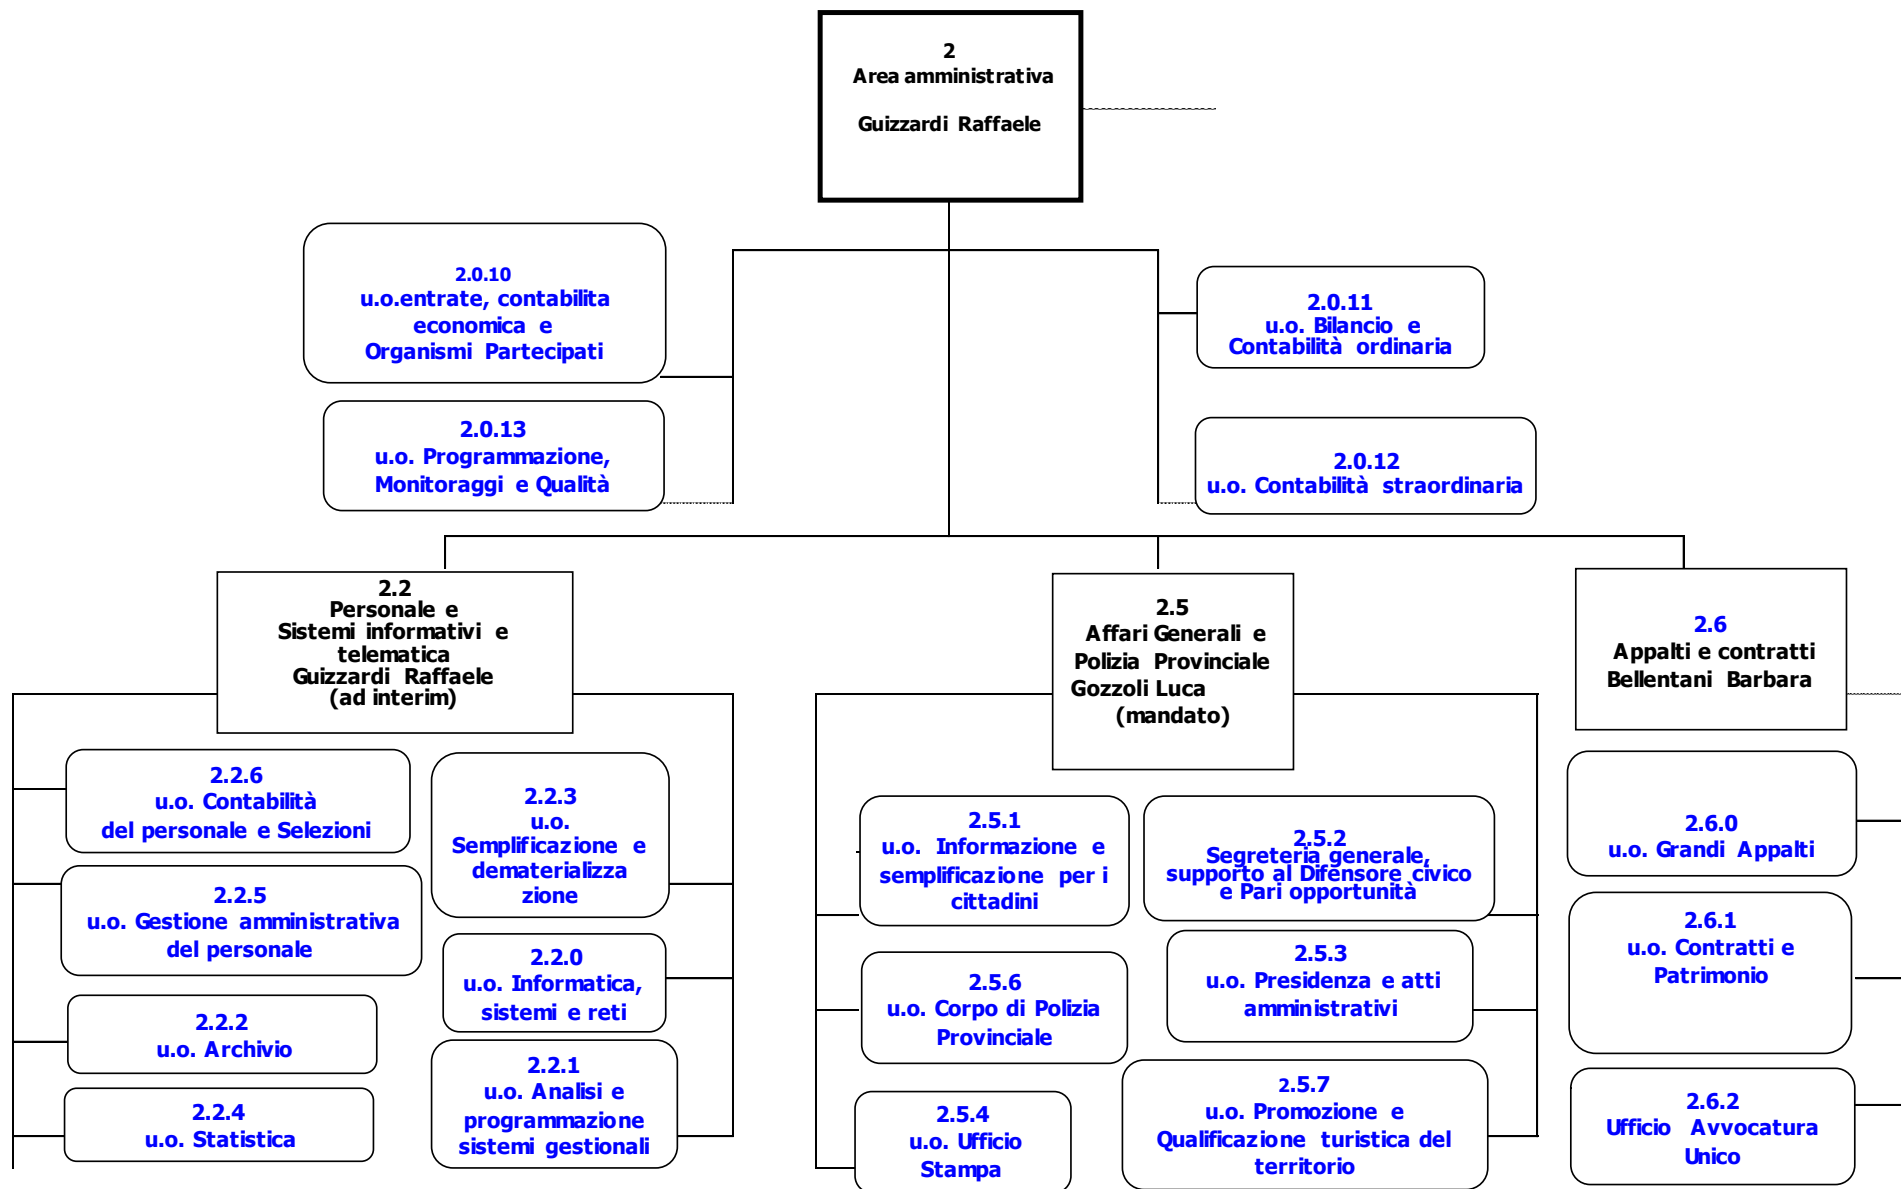 2
Area amministrativa
Guizzardi Raffaele
2.0.10
u.o.entrate, contabilita
economica e
Organismi Partecipati
2.0.11
u.o. Bilancio e
Contabilità ordinaria
2.0.13
u.o. Programmazione,
Monitoraggi e Qualità
2.0.12
u.o. Contabilità straordinaria
2.2
Personale e
Sistemi informativi e
telematica
Guizzardi Raffaele
(ad interim)
2.5
Affari Generali e
Polizia Provinciale
Gozzoli Luca
(mandato)
2.6
Appalti e contratti
Bellentani Barbara
2.2.6
u.o. Contabilità
del personale e Selezioni
2.2.5
u.o. Gestione amministrativa
del personale
2.2.2
u.o. Archivio
2.2.4
u.o. Statistica
2.2.3
u.o.
Semplificazione e
dematerializza
zione
2.2.0
u.o. Informatica,
sistemi e reti
2.2.1
u.o. Analisi e
programmazione
sistemi gestionali
2.5.1
u.o. Informazione e
semplificazione per i
cittadini
2.5.6
u.o. Corpo di Polizia
Provinciale
2.5.4
u.o. Ufficio
Stampa
2.5.2
Segreteria generale,
supporto al Difensore civico
e Pari opportunità
2.5.3
u.o. Presidenza e atti
amministrativi
2.5.7
u.o. Promozione e
Qualificazione turistica del
territorio
2.6.0
u.o. Grandi Appalti
2.6.1
u.o. Contratti e
Patrimonio
2.6.2
Ufficio Avvocatura
Unico